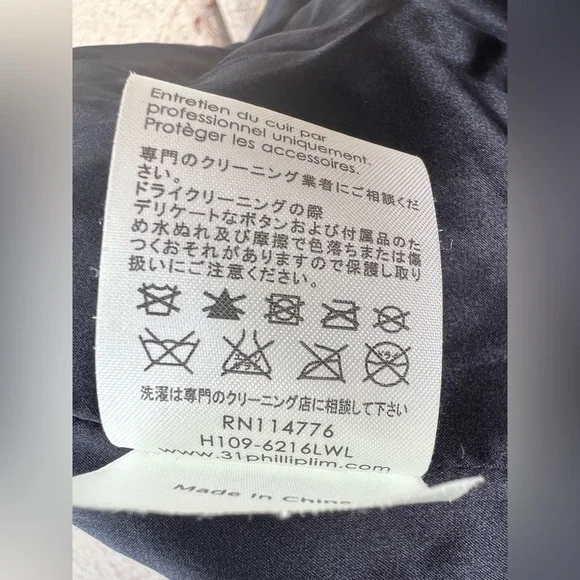 Entretien du cuir par
professionnel uniquement.
Protéger les accessoires.
専門のクリーニング業者にご相談くだ
さい。
ドライクリーニングの際
デリケートなボタンおよび付属品のた
め水ぬれ及び摩擦で色落ちまたは傷
つくおそれがありますので保護し取り
扱いにご注意ください。
ドライ ドライ
洗濯は専門のクリーニング店に相談して下さい
RN114776
H109-6216LWL
www.31philliplim.com
Made In China